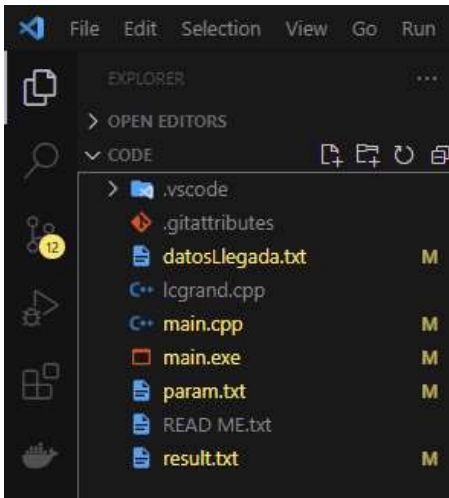 File Edit Selection View Go Run
EXPLORER ...
OPEN EDITORS
CODE
.vscode
.gitattributes
12
datosLlegada.txt M
C++ lcgrand.cpp
C++ main.cpp M
main.exe M
param.txt M
READ ME.txt
result.txt M